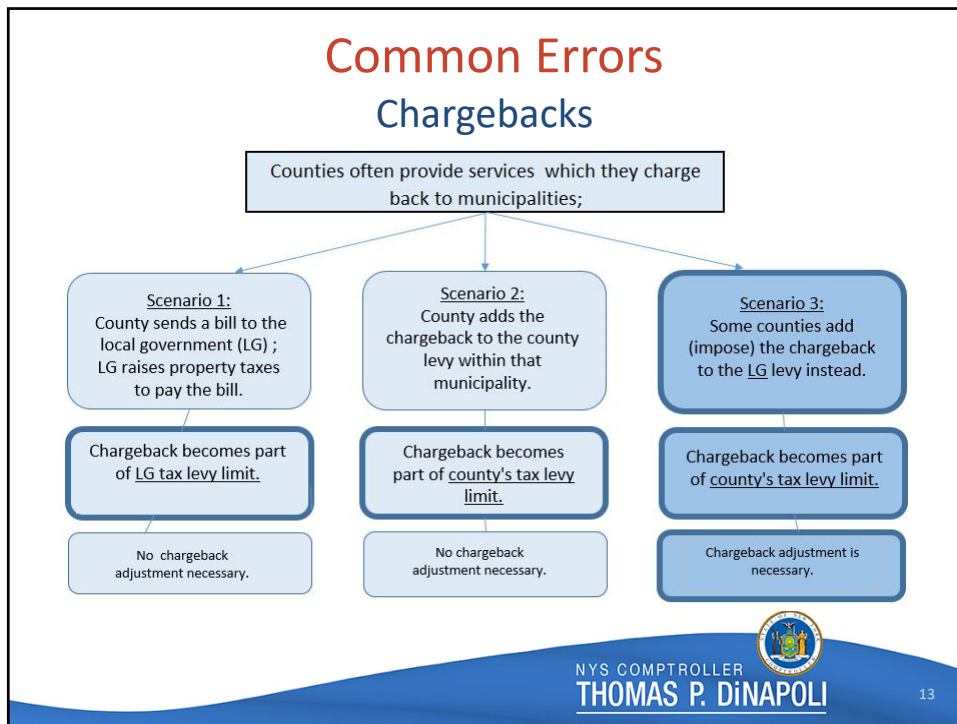 Common Errors
Chargebacks
Counties often provide services which they charge
back to municipalities;
Scenario 1:
County sends a bill to the
local government (LG) ;
LG raises property taxes
to pay the bill.
Chargeback becomes part
of LG tax levy limit.
No chargeback
adjustment necessary.
Scenario 2:
County adds the
chargeback to the county
levy within that
municipality.
Chargeback becomes
part of county's tax levy
limit.
No chargeback
adjustment necessary.
Scenario 3:
Some counties add
(impose) the chargeback
to the LG levy instead.
Chargeback becomes part
of county's tax levy limit.
Chargeback adjustment is
necessary.
NYS COMPTROLLER
THOMAS P. DiNAPOLI
13